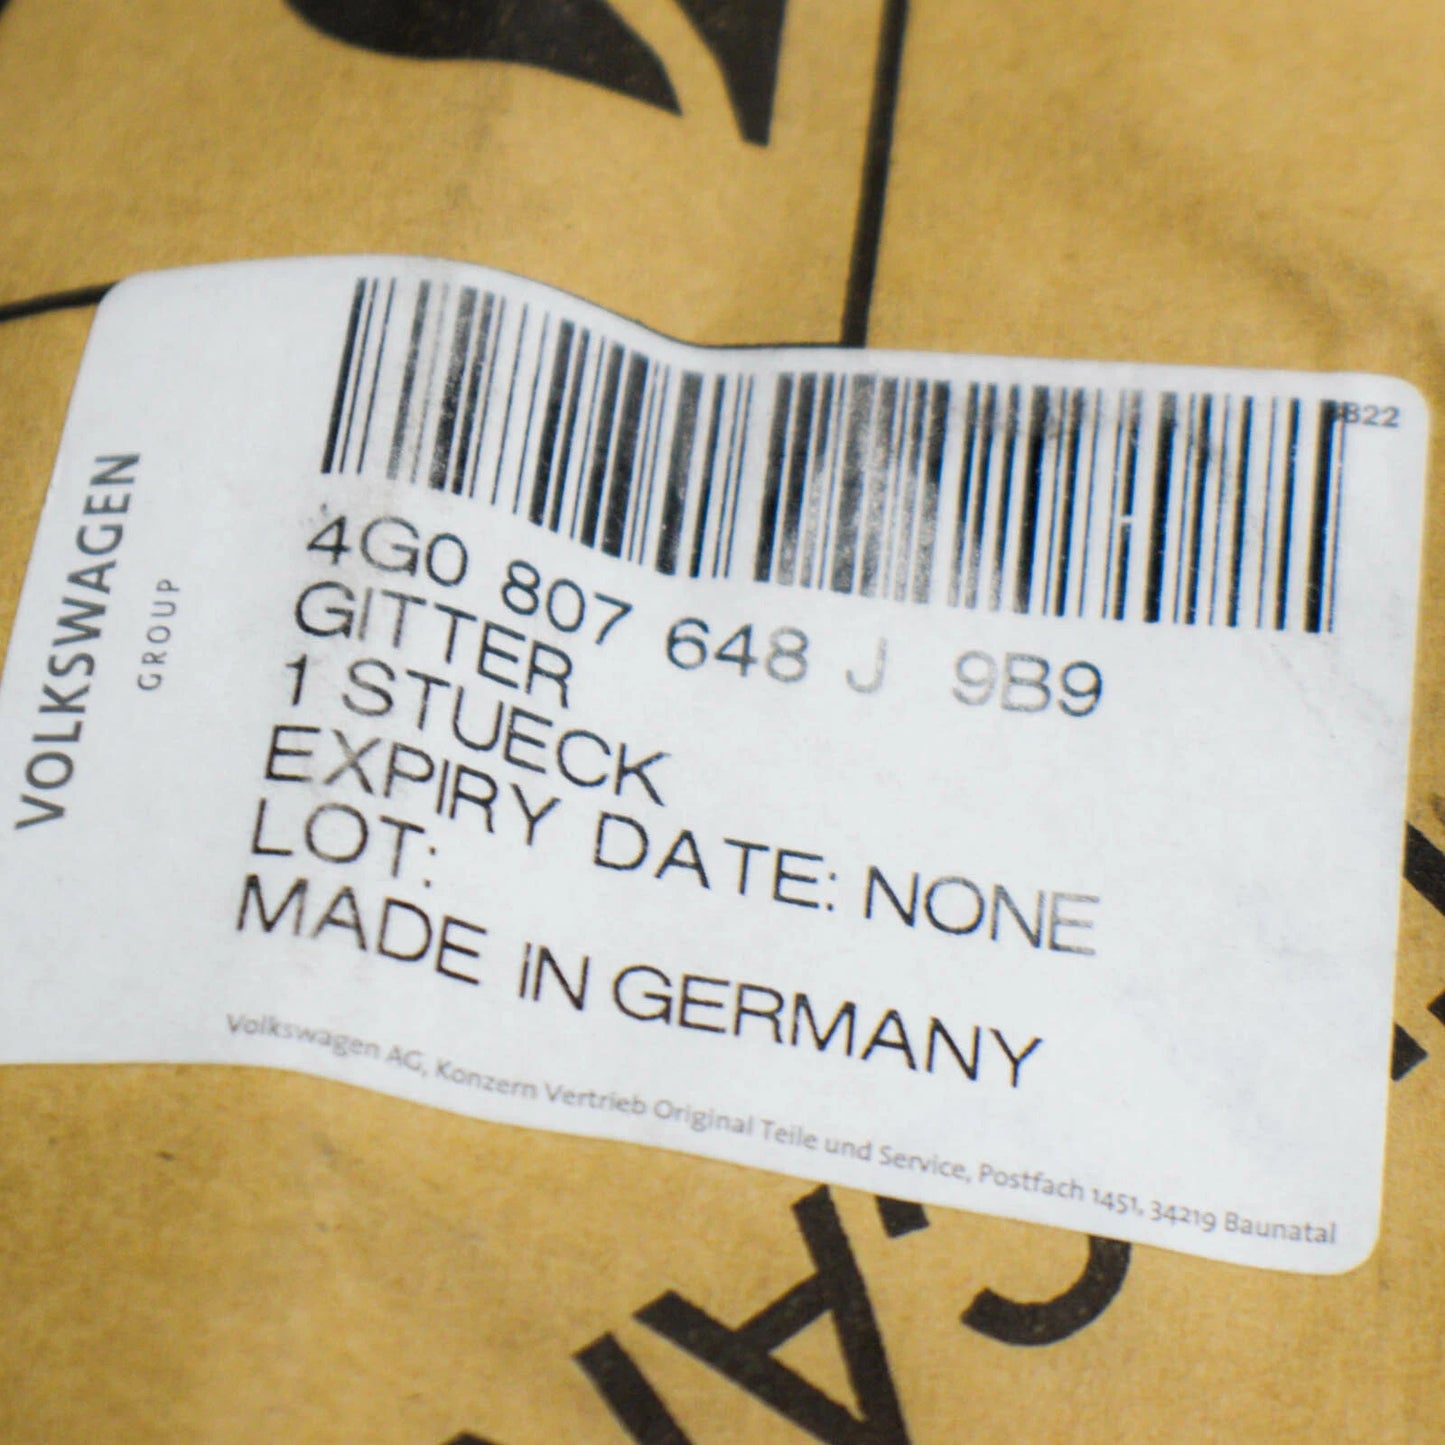 VOLKSWAGEN
GROUP
4G0 807 648 J 9B9
GITTER
1 STUECK
EXPIRY DATE: NONE
LOT:
MADE IN GERMANY
Volkswagen AG, Konzern Vertrieb Original Teile und Service, Postfach 1451, 34219 Baunatal